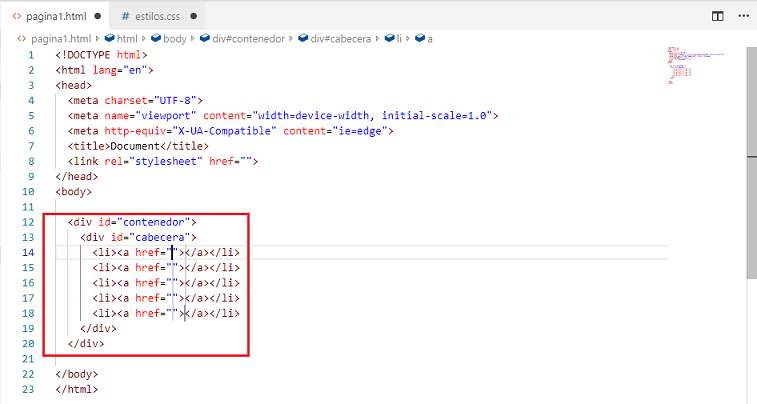 pagina1.html ● # estilos.css ●
pagina1.html > html > body > div#contenedor > div#cabecera > li > a
1 <!DOCTYPE html>
2 <html lang="en">
3 <head>
4 <meta charset="UTF-8">
5 <meta name="viewport" content="width=device-width, initial-scale=1.0">
6 <meta http-equiv="X-UA-Compatible" content="ie=edge">
7 <title>Document</title>
8 <link rel="stylesheet" href="">
9 </head>
10 <body>
11
12 <div id="contenedor">
13 <div id="cabecera">
14 <li><a href=""></a></li>
15 <li><a href=""></a></li>
16 <li><a href=""></a></li>
17 <li><a href=""></a></li>
18 <li><a href=""></a></li>
19 </div>
20 </div>
21
22 </body>
23 </html>